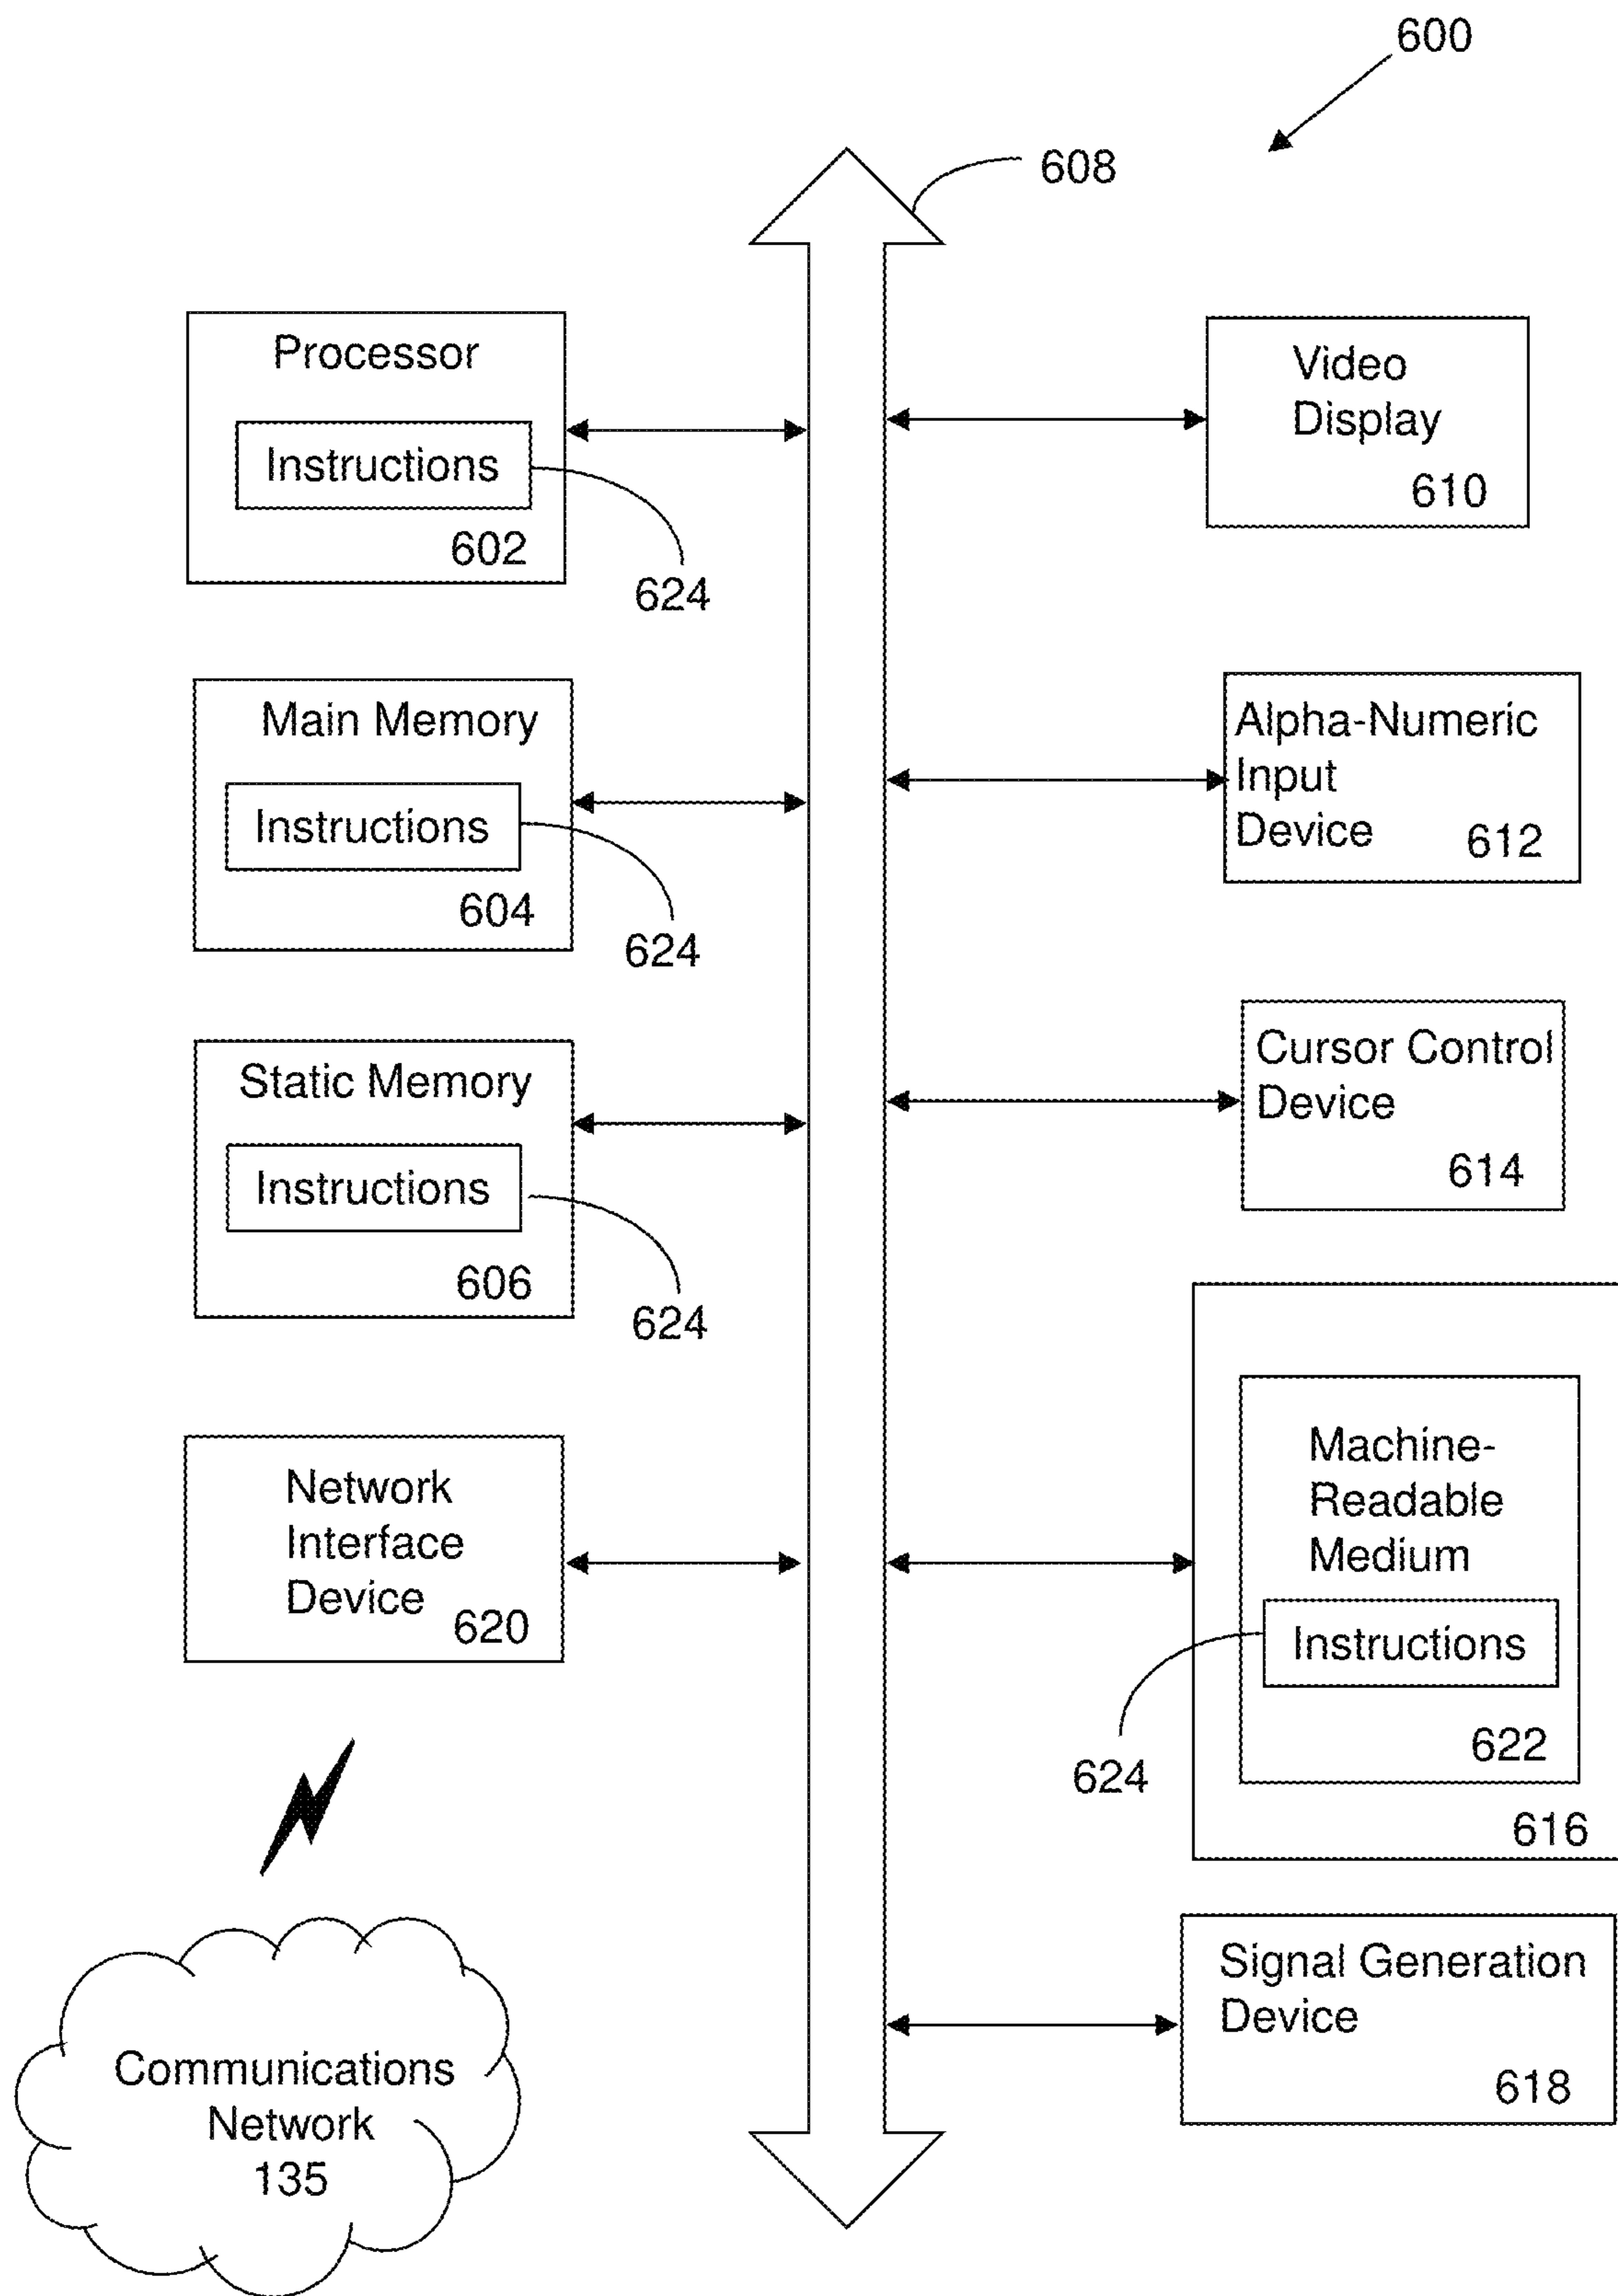 600
608
Processor
Instructions
602
624
Video
Display
610
Main Memory
Instructions
604
624
Alpha-Numeric
Input
Device
612
Static Memory
Instructions
606
624
Cursor Control
Device
614
Network
Interface
Device
620
Machine-
Readable
Medium
Instructions
622
624
616
Communications
Network
135
Signal Generation
Device
618